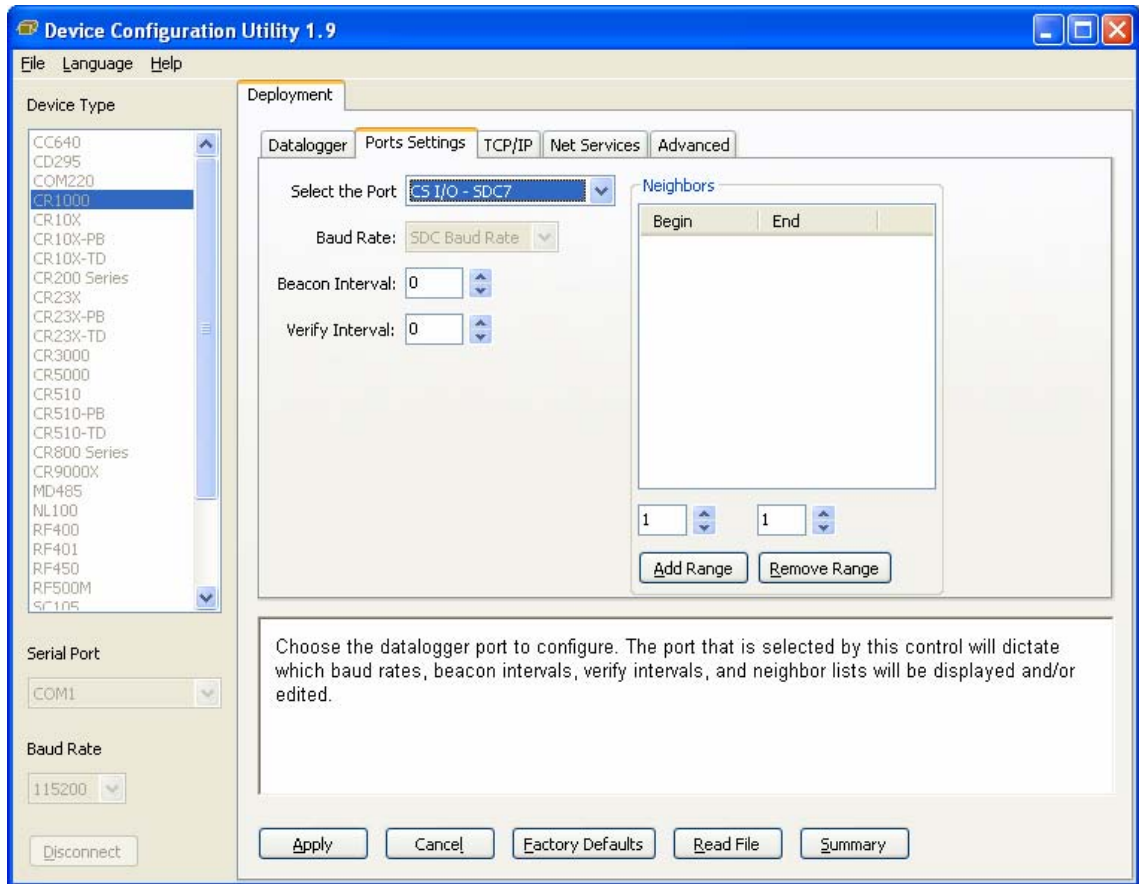 Device Configuration Utility 1.9
File Language Help
Device Type
CC640
CD295
COM220
CR1000
CR10X
CR10X-PB
CR10X-TD
CR200 Series
CR23X
CR23X-PB
CR23X-TD
CR3000
CR5000
CR510
CR510-PB
CR510-TD
CR800 Series
CR9000X
MD485
NL100
RF400
RF401
RF450
RF500M
SC105
Serial Port
COM1
Baud Rate
115200
Disconnect
Deployment
Datalogger Ports Settings TCP/IP Net Services Advanced
Select the Port CS I/O - SDC7
Baud Rate: SDC Baud Rate
Beacon Interval: 0
Verify Interval: 0
Neighbors
Begin End
1 1
Add Range Remove Range
Choose the datalogger port to configure. The port that is selected by this control will dictate
which baud rates, beacon intervals, verify intervals, and neighbor lists will be displayed and/or
edited.
Apply Cancel Factory Defaults Read File Summary